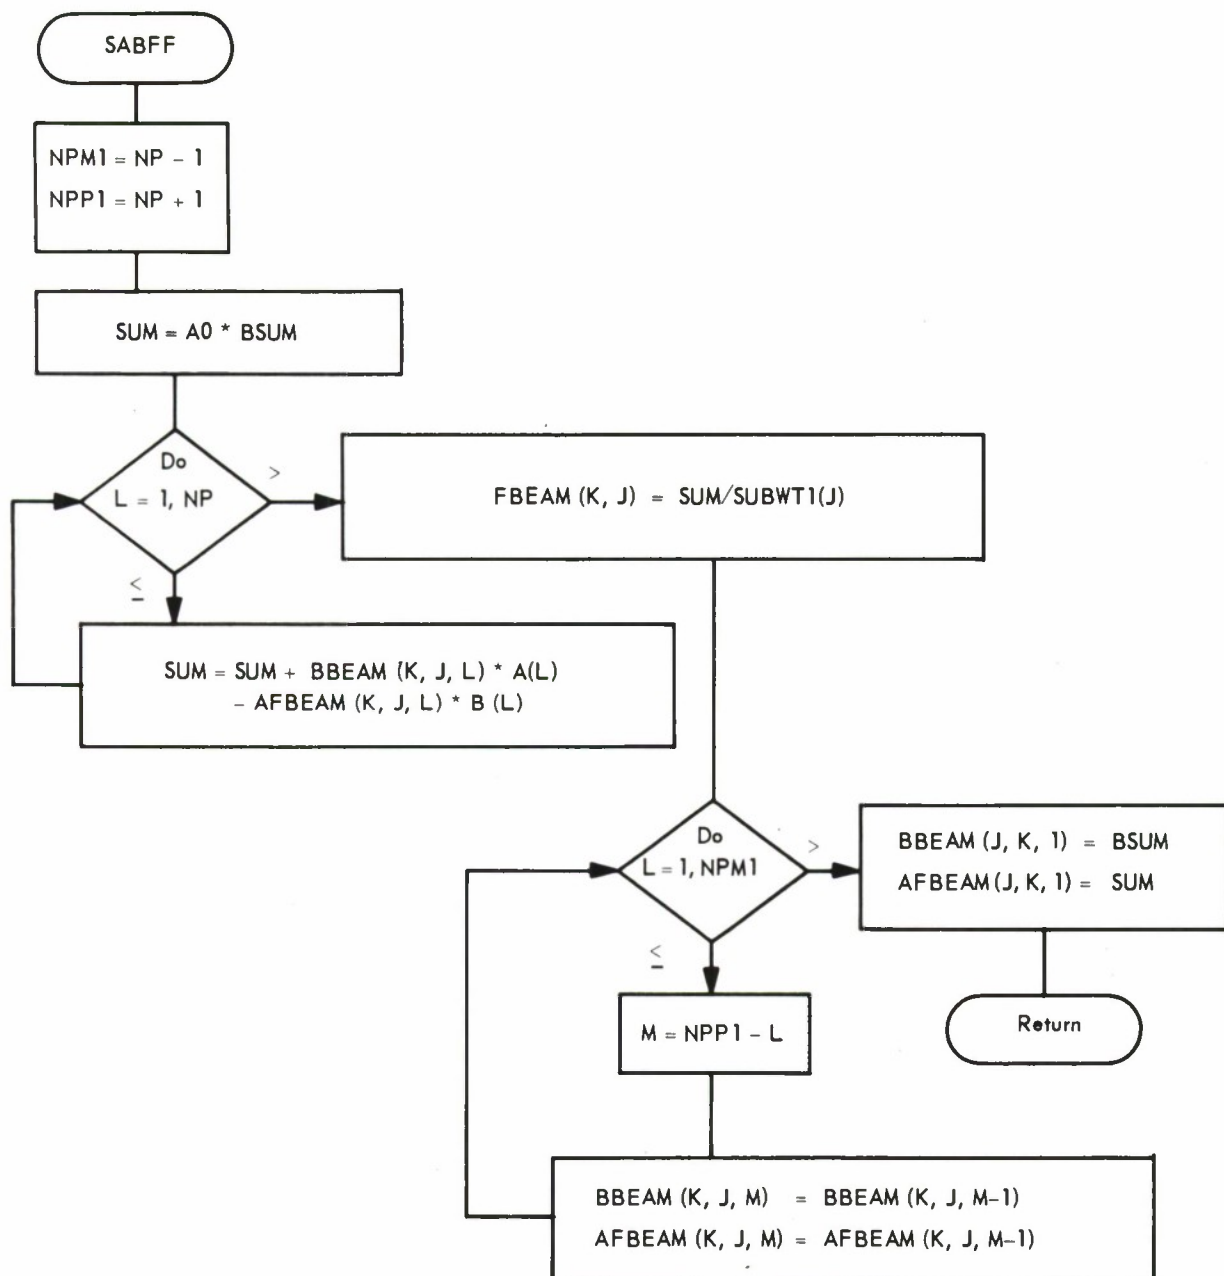 SABFF
NPM1 = NP - 1
NPP1 = NP + 1
SUM = A0 * BSUM
Do
L = 1, NP
>
≤
FBEAM (K, J) = SUM/SUBWT1(J)
SUM = SUM + BBEAM (K, J, L) * A(L)
- AFBEAM (K, J, L) * B (L)
Do
L = 1, NPM1
>
≤
BBEAM (J, K, 1) = BSUM
AFBEAM (J, K, 1) = SUM
M = NPP1 - L
Return
BBEAM (K, J, M) = BBEAM (K, J, M-1)
AFBEAM (K, J, M) = AFBEAM (K, J, M-1)